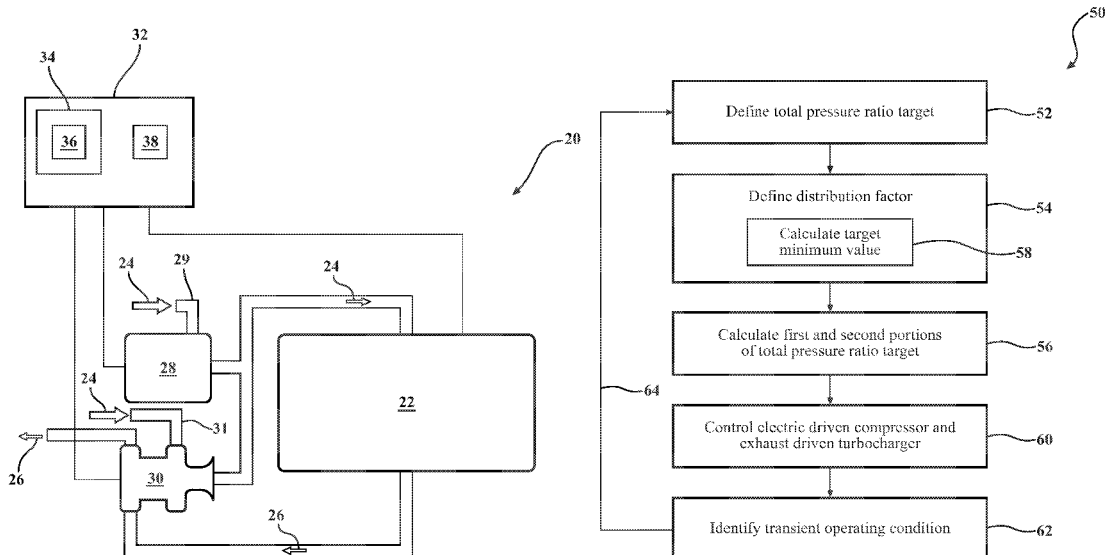 50
32
34
36
38
20
Define total pressure ratio target
52
Define distribution factor
54
Calculate target
minimum value
58
24
29
24
28
Calculate first and second portions
of total pressure ratio target
56
24
22
64
31
26
30
Control electric driven compressor and
exhaust driven turbocharger
60
26
Identify transient operating condition
62